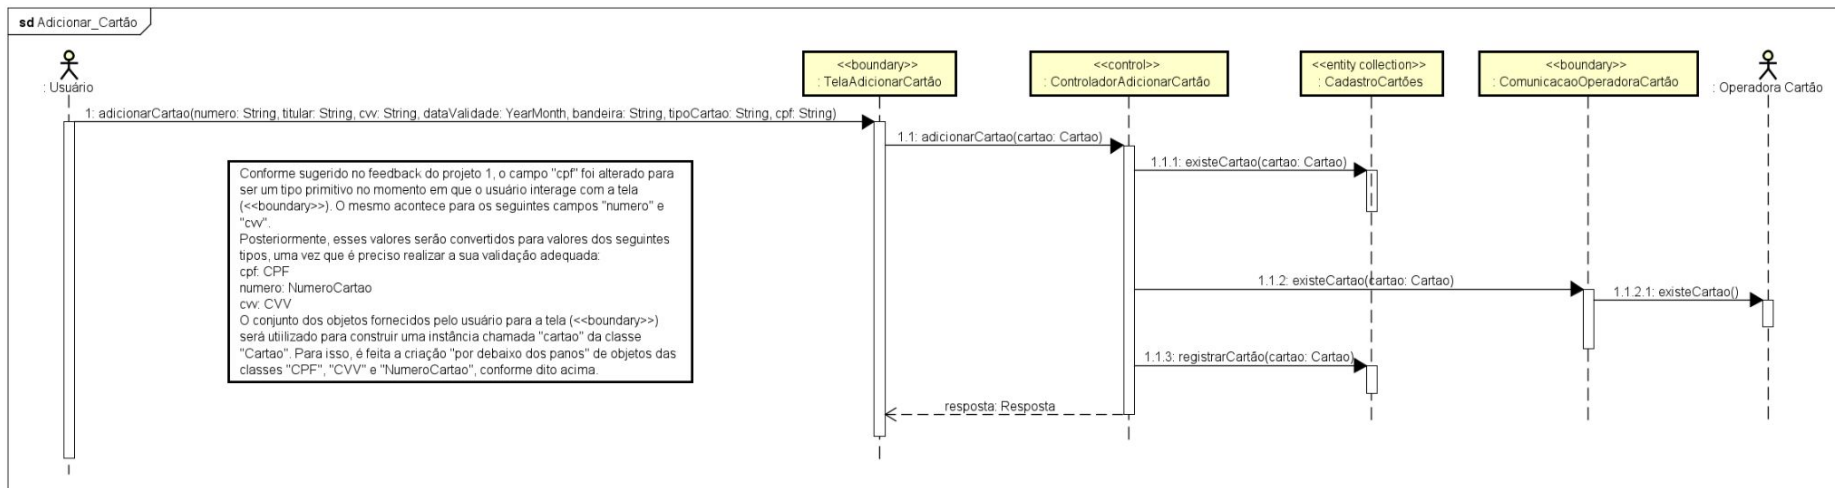 sd Adicionar_Cartão
<<boundary>>
: TelaAdicionarCartão
<<control>>
: ControladorAdicionarCartão
<<entity collection>>
: CadastroCartões
<<boundary>>
: ComunicacaoOperadoraCartão
: Usuário
: Operadora Cartão
1: adicionarCartao(numero: String, titular: String, cvv: String, dataValidade: YearMonth, bandeira: String, tipoCartao: String, cpf: String)
1.1: adicionarCartao(cartao: Cartao)
1.1.1: existeCartao(cartao: Cartao)
Conforme sugerido no feedback do projeto 1, o campo "cpf" foi alterado para
ser um tipo primitivo no momento em que o usuário interage com a tela
(<<boundary>>). O mesmo acontece para os seguintes campos "numero" e
"cvv".
Posteriormente, esses valores serão convertidos para valores dos seguintes
tipos, uma vez que é preciso realizar a sua validação adequada:
cpf: CPF
numero: NumeroCartao
cvv: CVV
O conjunto dos objetos fornecidos pelo usuário para a tela (<<boundary>>)
será utiilizado para construir uma instância chamada "cartao" da classe
"Cartao". Para isso, é feita a criação "por debaixo dos panos" de objetos das
classes "CPF", "CVV" e "NumeroCartao", conforme dito acima.
1.1.2: existeCartao(cartao: Cartao)
1.1.2.1: existeCartao()
1.1.3: registrarCartão(cartao: Cartao)
resposta: Resposta